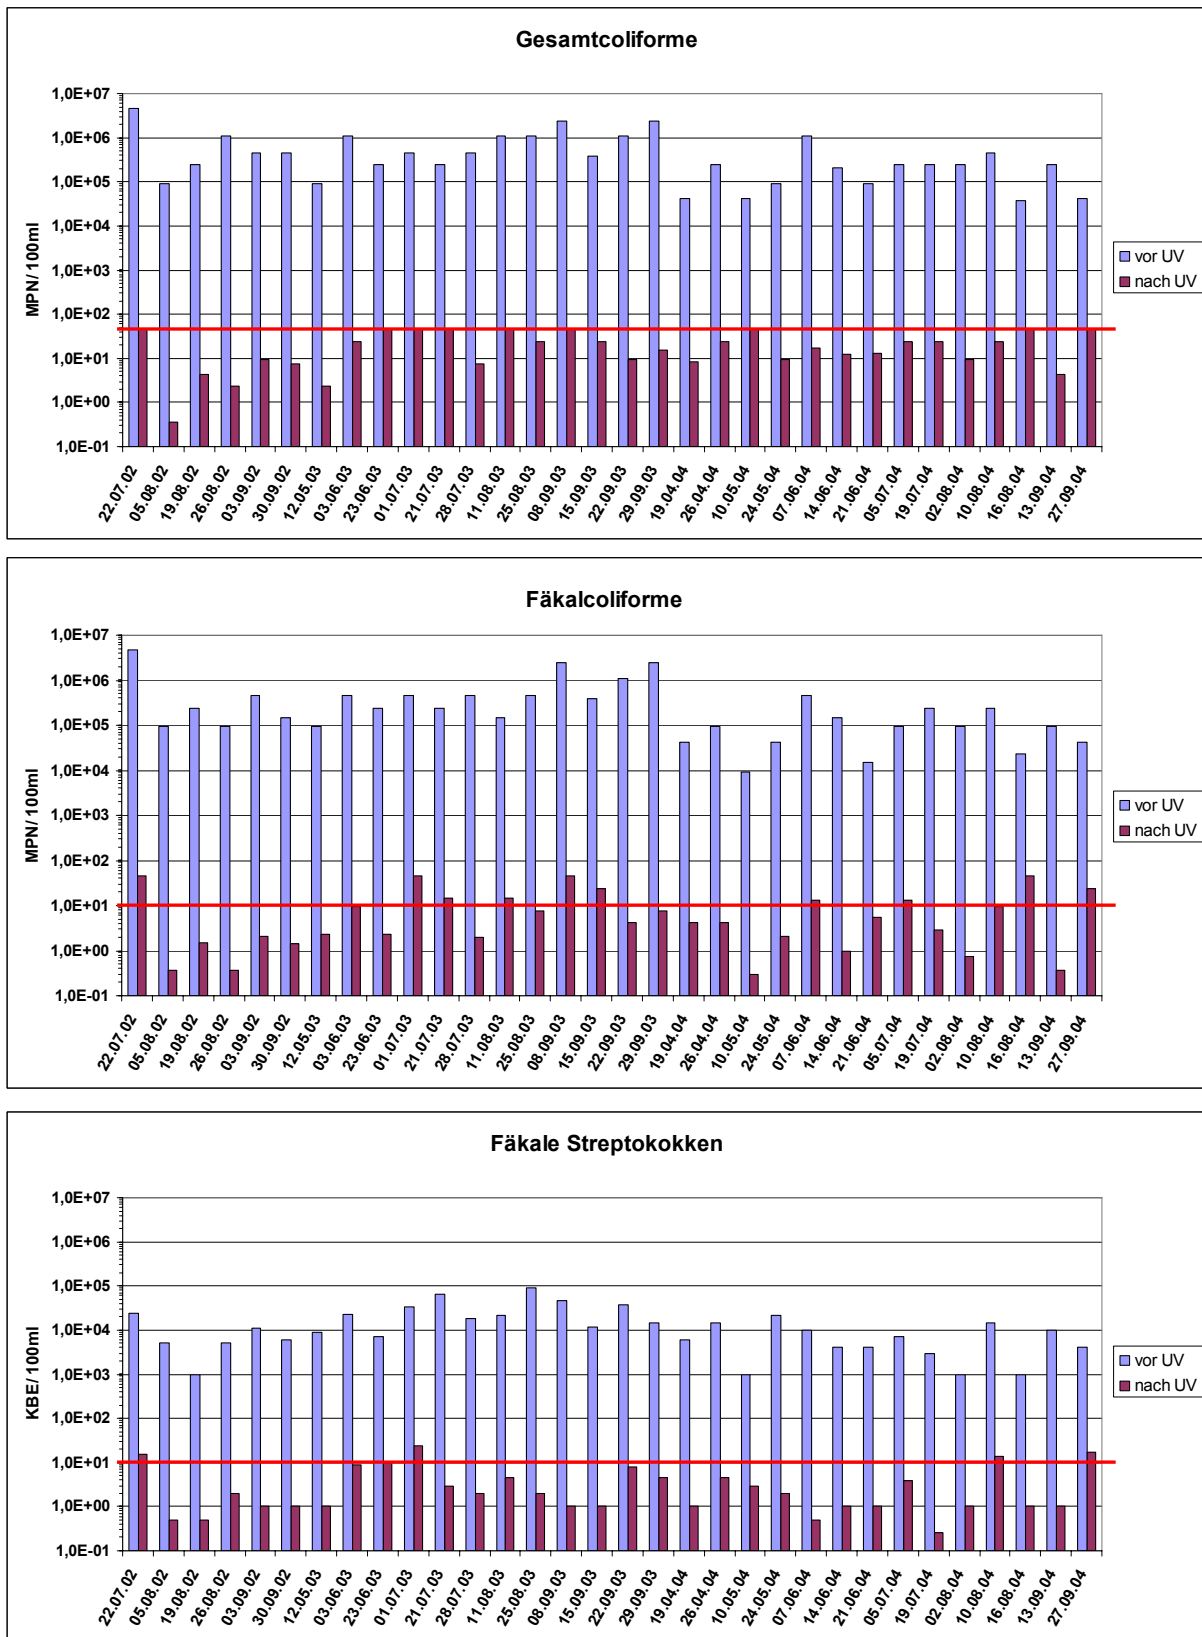 Gesamtcoliforme
1,0E+07
1,0E+06
1,0E+05
1,0E+04
1,0E+03
1,0E+02
1,0E+01
1,0E+00
1,0E-01
MPN/ 100ml
22.07.02
05.08.02
19.08.02
26.08.02
03.09.02
30.09.02
12.05.03
03.06.03
23.06.03
01.07.03
21.07.03
28.07.03
11.08.03
25.08.03
08.09.03
15.09.03
22.09.03
29.09.03
19.04.04
26.04.04
10.05.04
24.05.04
07.06.04
14.06.04
21.06.04
05.07.04
19.07.04
02.08.04
10.08.04
16.08.04
13.09.04
27.09.04
vor UV
nach UV
Fäkalcoliforme
1,0E+07
1,0E+06
1,0E+05
1,0E+04
1,0E+03
1,0E+02
1,0E+01
1,0E+00
1,0E-01
MPN/ 100ml
22.07.02
05.08.02
19.08.02
26.08.02
03.09.02
30.09.02
12.05.03
03.06.03
23.06.03
01.07.03
21.07.03
28.07.03
11.08.03
25.08.03
08.09.03
15.09.03
22.09.03
29.09.03
19.04.04
26.04.04
10.05.04
24.05.04
07.06.04
14.06.04
21.06.04
05.07.04
19.07.04
02.08.04
10.08.04
16.08.04
13.09.04
27.09.04
vor UV
nach UV
Fäkale Streptokokken
1,0E+07
1,0E+06
1,0E+05
1,0E+04
1,0E+03
1,0E+02
1,0E+01
1,0E+00
1,0E-01
KBE/ 100ml
22.07.02
05.08.02
19.08.02
26.08.02
03.09.02
30.09.02
12.05.03
03.06.03
23.06.03
01.07.03
21.07.03
28.07.03
11.08.03
25.08.03
08.09.03
15.09.03
22.09.03
29.09.03
19.04.04
26.04.04
10.05.04
24.05.04
07.06.04
14.06.04
21.06.04
05.07.04
19.07.04
02.08.04
10.08.04
16.08.04
13.09.04
27.09.04
vor UV
nach UV